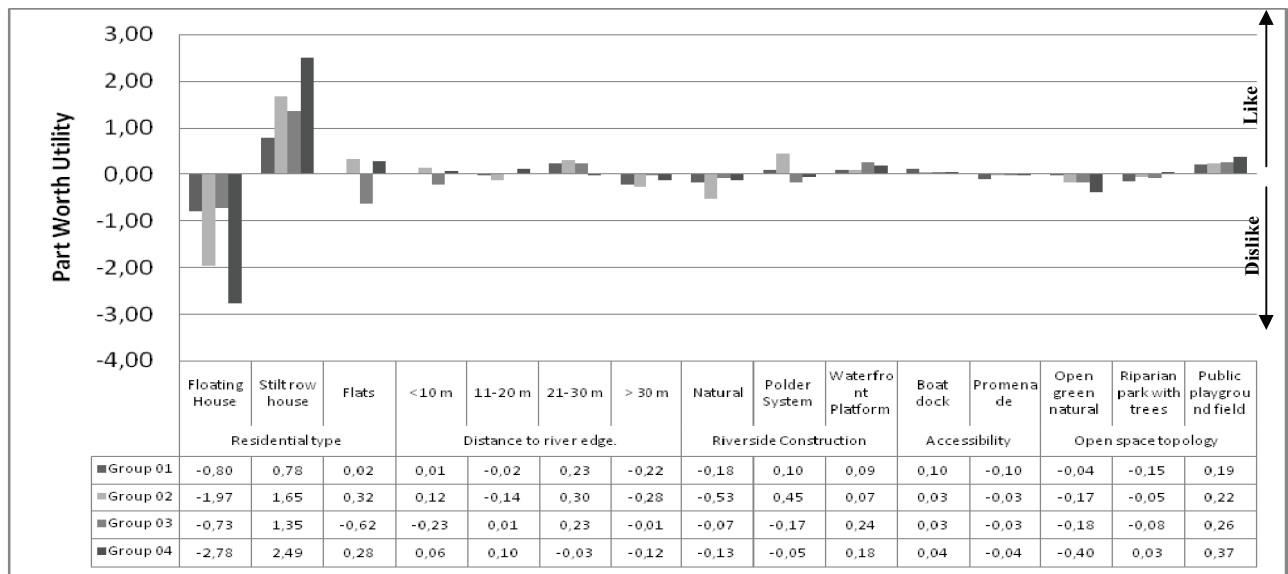 3,00
2,00
1,00
0,00
-1,00
-2,00
-3,00
-4,00
Part Worth Utility
Like
Dislike
Floating House
Stilt row house
Flats
<10 m
11-20 m
21-30 m
> 30 m
Natural
Polder System
Waterfro nt Platform
Boat dock
Promena de
Open green natural
Riparian park with trees
Public playgrou nd field
Residential type
Distance to river edge.
Riverside Construction
Accessibility
Open space topology
Group 01 -0,80 0,78 0,02 0,01 -0,02 0,23 -0,22 -0,18 0,10 0,09 0,10 -0,10 -0,04 -0,15 0,19
Group 02 -1,97 1,65 0,32 0,12 -0,14 0,30 -0,28 -0,53 0,45 0,07 0,03 -0,03 -0,17 -0,05 0,22
Group 03 -0,73 1,35 -0,62 -0,23 0,01 0,23 -0,01 -0,07 -0,17 0,24 0,03 -0,03 -0,18 -0,08 0,26
Group 04 -2,78 2,49 0,28 0,06 0,10 -0,03 -0,12 -0,13 -0,05 0,18 0,04 -0,04 -0,40 0,03 0,37